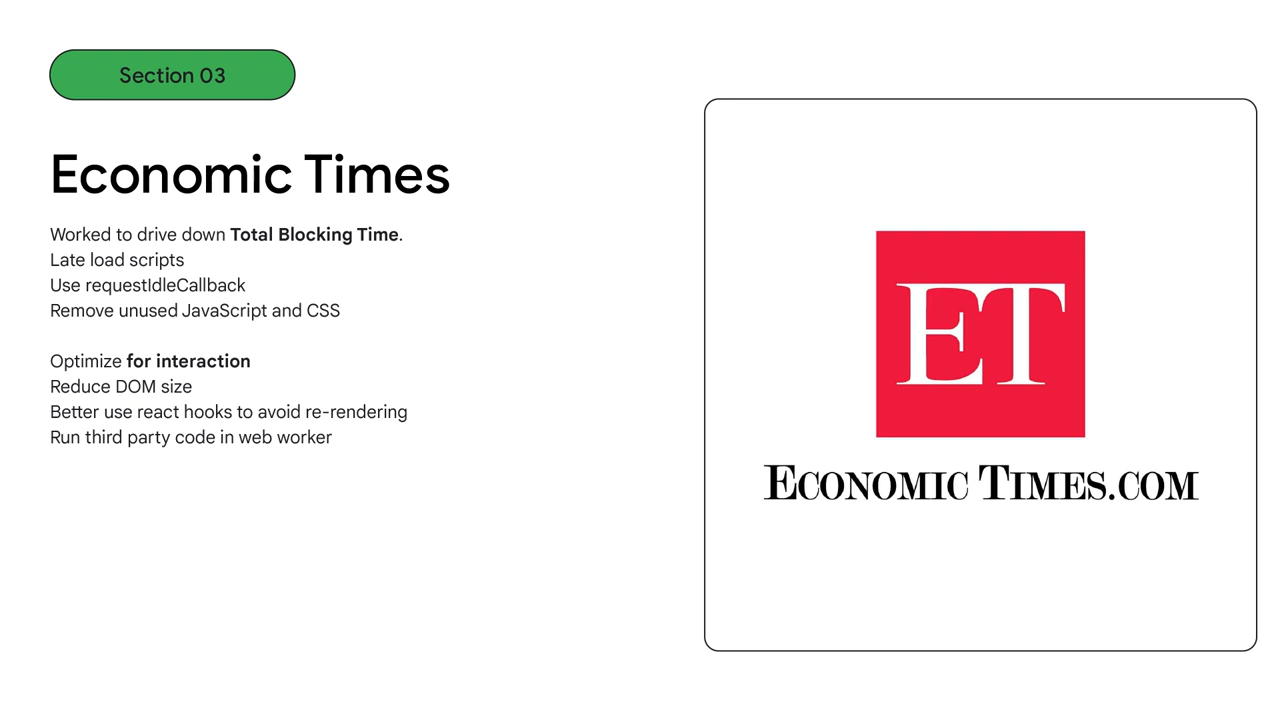 Section 03
Economic Times
Worked to drive down Total Blocking Time.
Late load scripts
Use requestIdleCallback
Remove unused JavaScript and CSS
Optimize for interaction
Reduce DOM size
Better use react hooks to avoid re-rendering
Run third party code in web worker
ET
ECONOMIC TIMES.COM